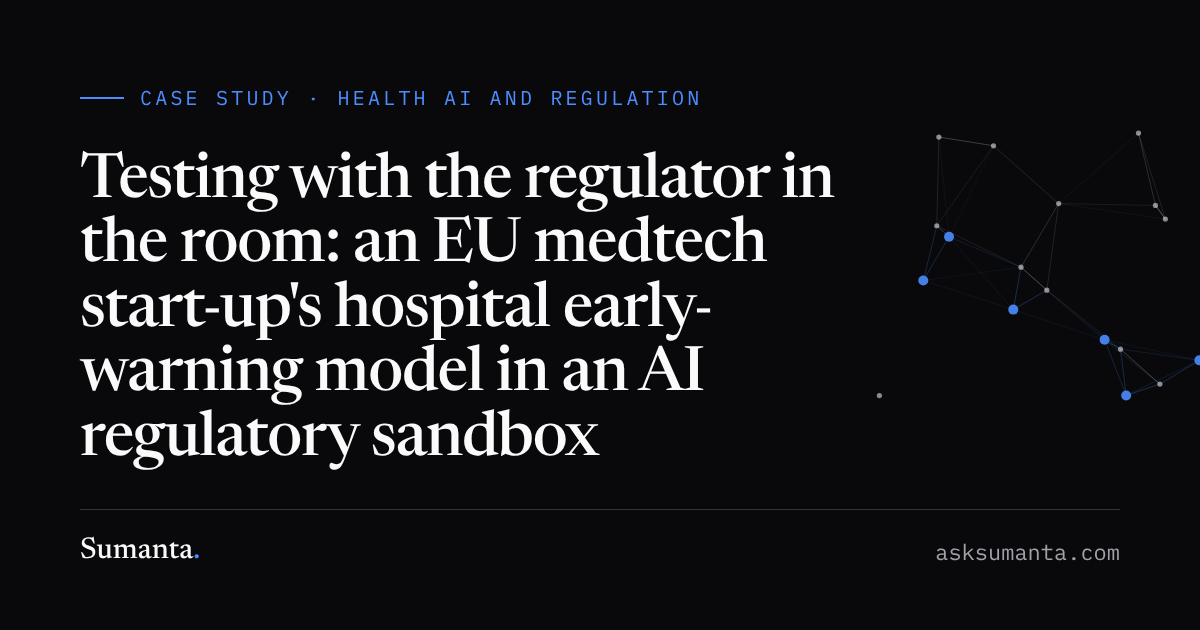 CASE STUDY · HEALTH AI AND REGULATION
Testing with the regulator in
the room: an EU medtech
start-up's hospital early-
warning model in an AI
regulatory sandbox
Sumanta.
asksumanta.com